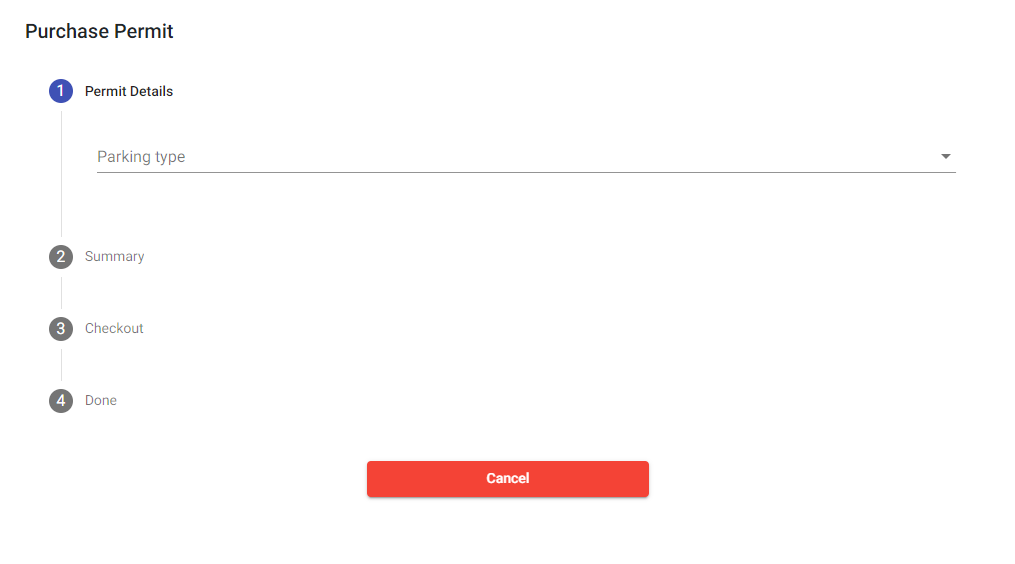 Purchase Permit
1 Permit Details
Parking type
2 Summary
3 Checkout
4 Done
Cancel